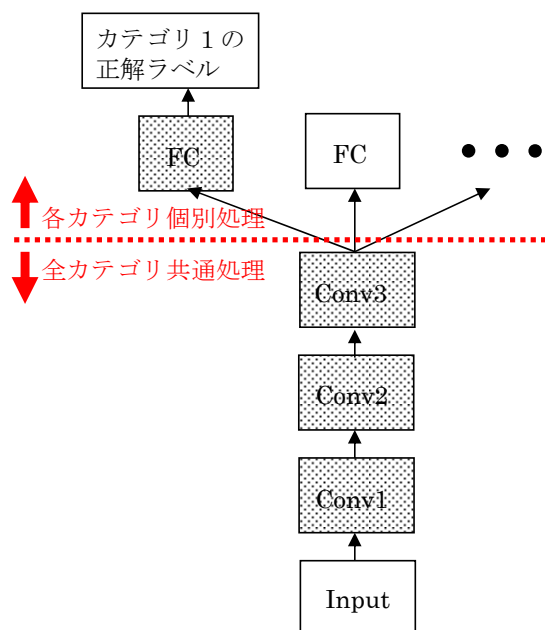 カテゴリ１の
正解ラベル
FC
FC
● ● ●
各カテゴリ個別処理
全カテゴリ共通処理
Conv3
Conv2
Conv1
Input